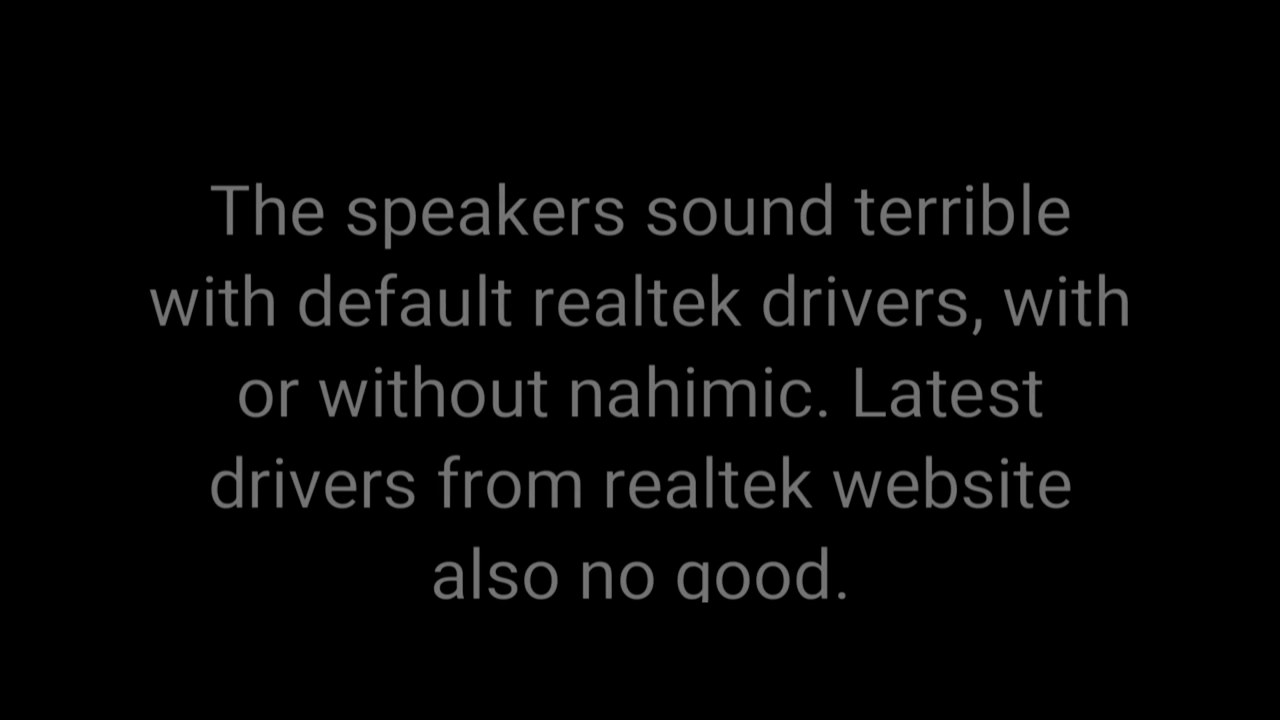 The speakers sound terrible
with default realtek drivers, with
or without nahimic. Latest
drivers from realtek website
also no good.